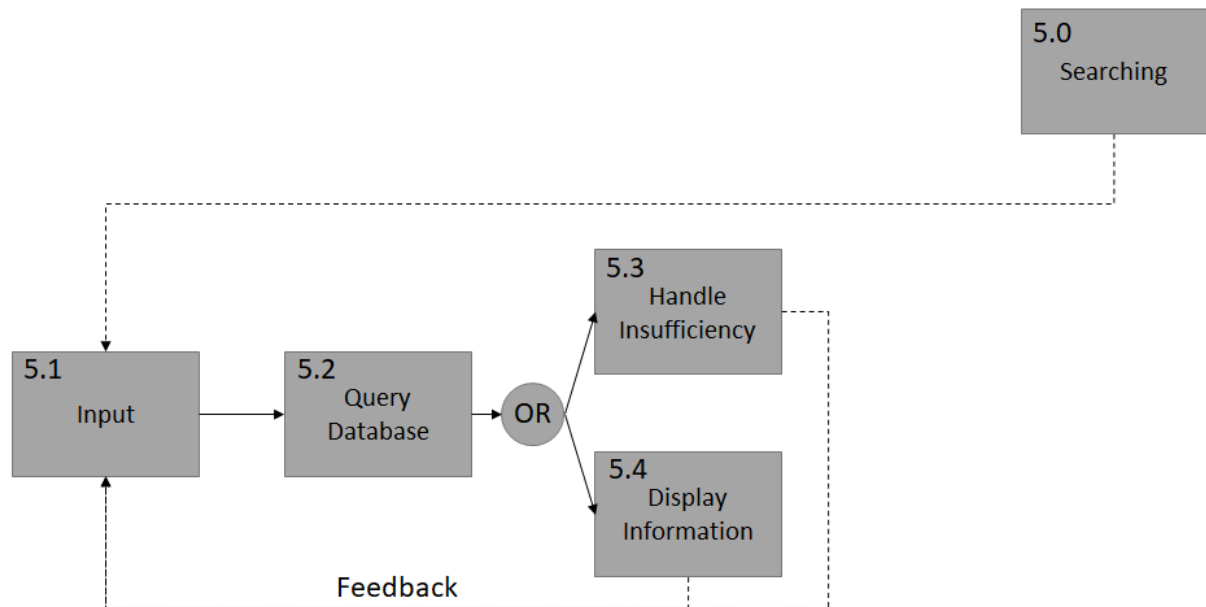 5.0
Searching
5.3
Handle
Insufficiency
5.1
Input
5.2
Query
Database
OR
5.4
Display
Information
Feedback